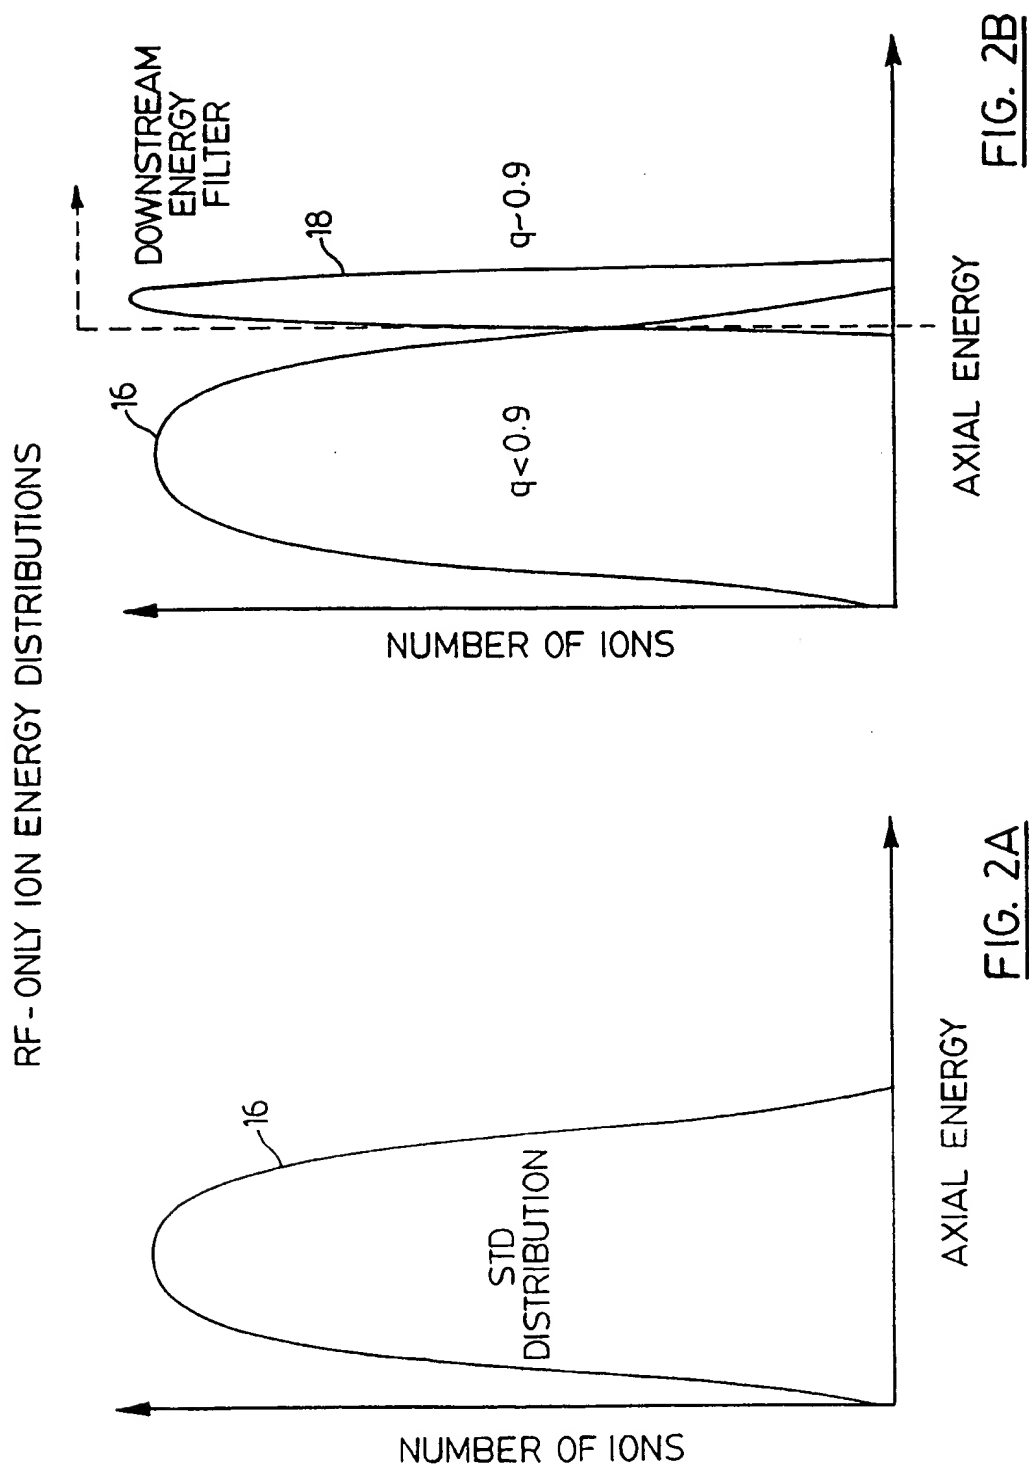 RF-ONLY ION ENERGY DISTRIBUTIONS
NUMBER OF IONS
16
STD
DISTRIBUTION
AXIAL ENERGY
FIG. 2A
NUMBER OF IONS
16
q<0.9
18
q~0.9
DOWNSTREAM
ENERGY
FILTER
AXIAL ENERGY
FIG. 2B